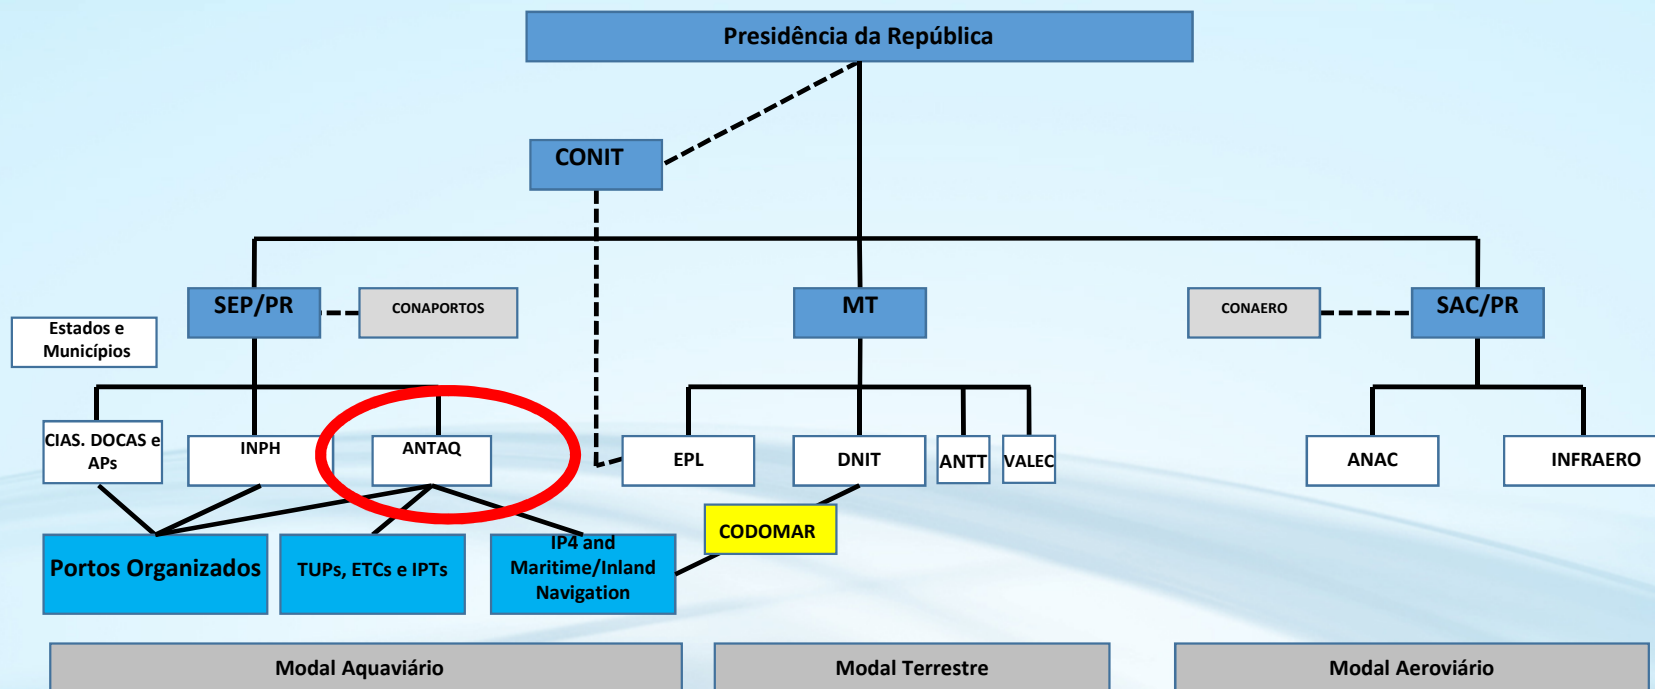 Presidência da República
CONIT
SEP/PR
CONAPORTOS
MT
CONAERO
SAC/PR
Estados e
Municípios
CIAS. DOCAS e
APs
INPH
ANTAQ
EPL
DNIT
ANTT
VALEC
ANAC
INFRAERO
CODOMAR
Portos Organizados
TUPs, ETCs e IPTs
IP4 and
Maritime/Inland
Navigation
Modal Aquaviário
Modal Terrestre
Modal Aeroviário